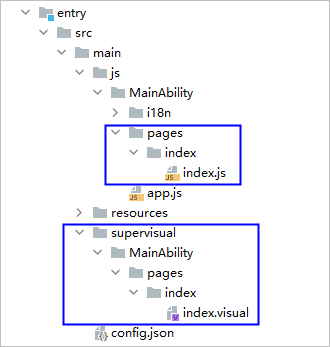 entry
src
main
js
MainAbility
i18n
pages
index
index.js
app.js
resources
supervisual
MainAbility
pages
index
index.visual
config.json